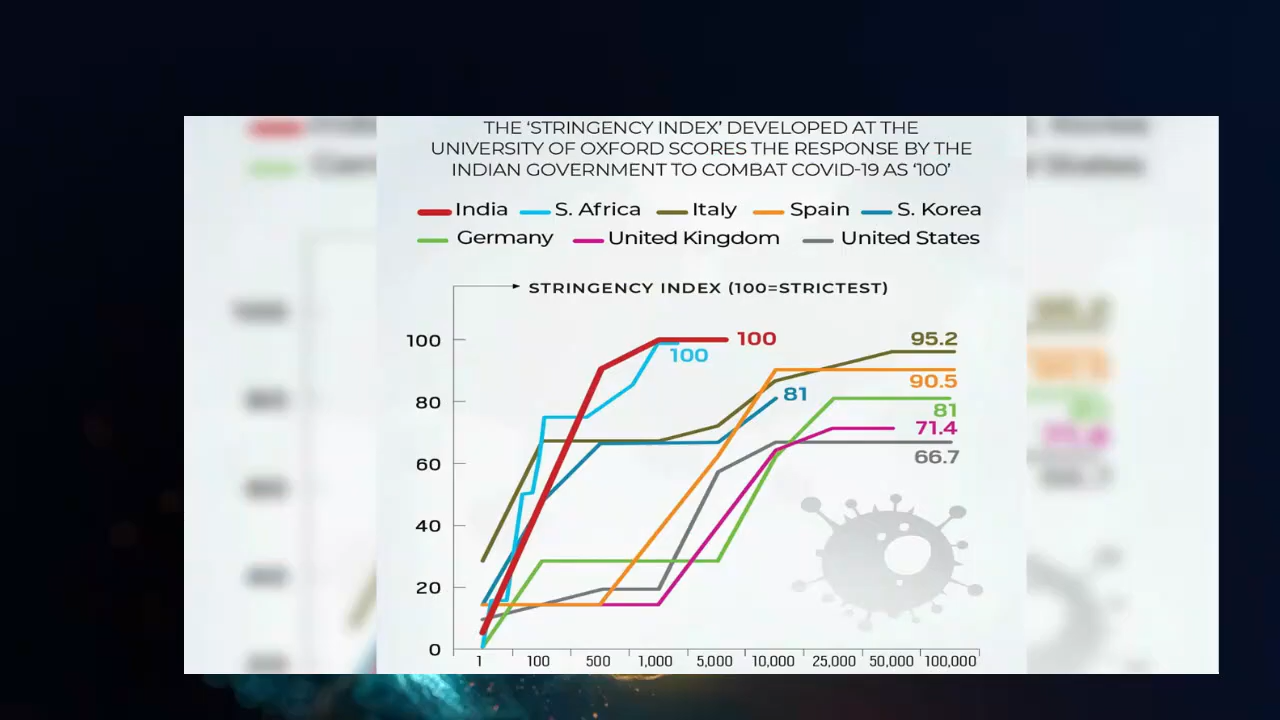 THE ‘STRINGENCY INDEX’ DEVELOPED AT THE
UNIVERSITY OF OXFORD SCORES THE RESPONSE BY THE
INDIAN GOVERNMENT TO COMBAT COVID-19 AS ‘100’
India S. Africa Italy Spain S. Korea
Germany United Kingdom United States
STRINGENCY INDEX (100=STRICTEST)
100
80
60
40
20
0
100
100
95.2
90.5
81
81
71.4
66.7
1 100 500 1,000 5,000 10,000 25,000 50,000 100,000